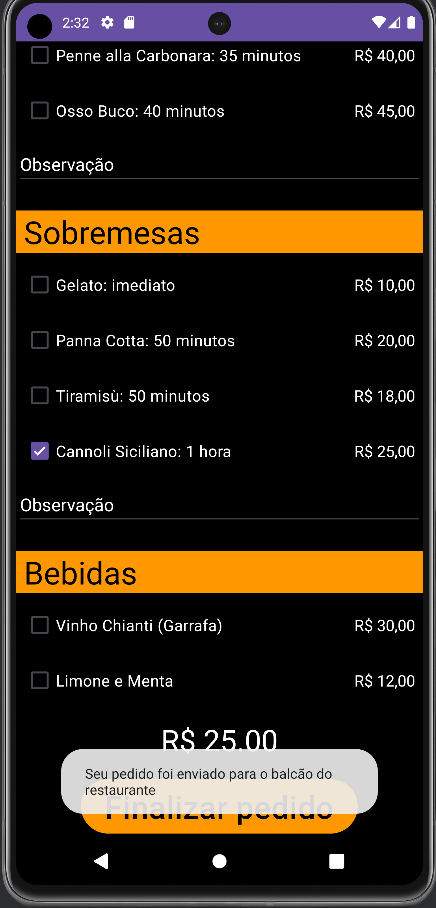 2:32
Penne alla Carbonara: 35 minutos R$ 40,00
Osso Buco: 40 minutos R$ 45,00
Observação
Sobremesas
Gelato: imediato R$ 10,00
Panna Cotta: 50 minutos R$ 20,00
Tiramisù: 50 minutos R$ 18,00
Cannoli Siciliano: 1 hora R$ 25,00
Observação
Bebidas
Vinho Chianti (Garrafa) R$ 30,00
Limone e Menta R$ 12,00
R$ 25,00
Seu pedido foi enviado para o balcão do
restaurante
Finalizar pedido